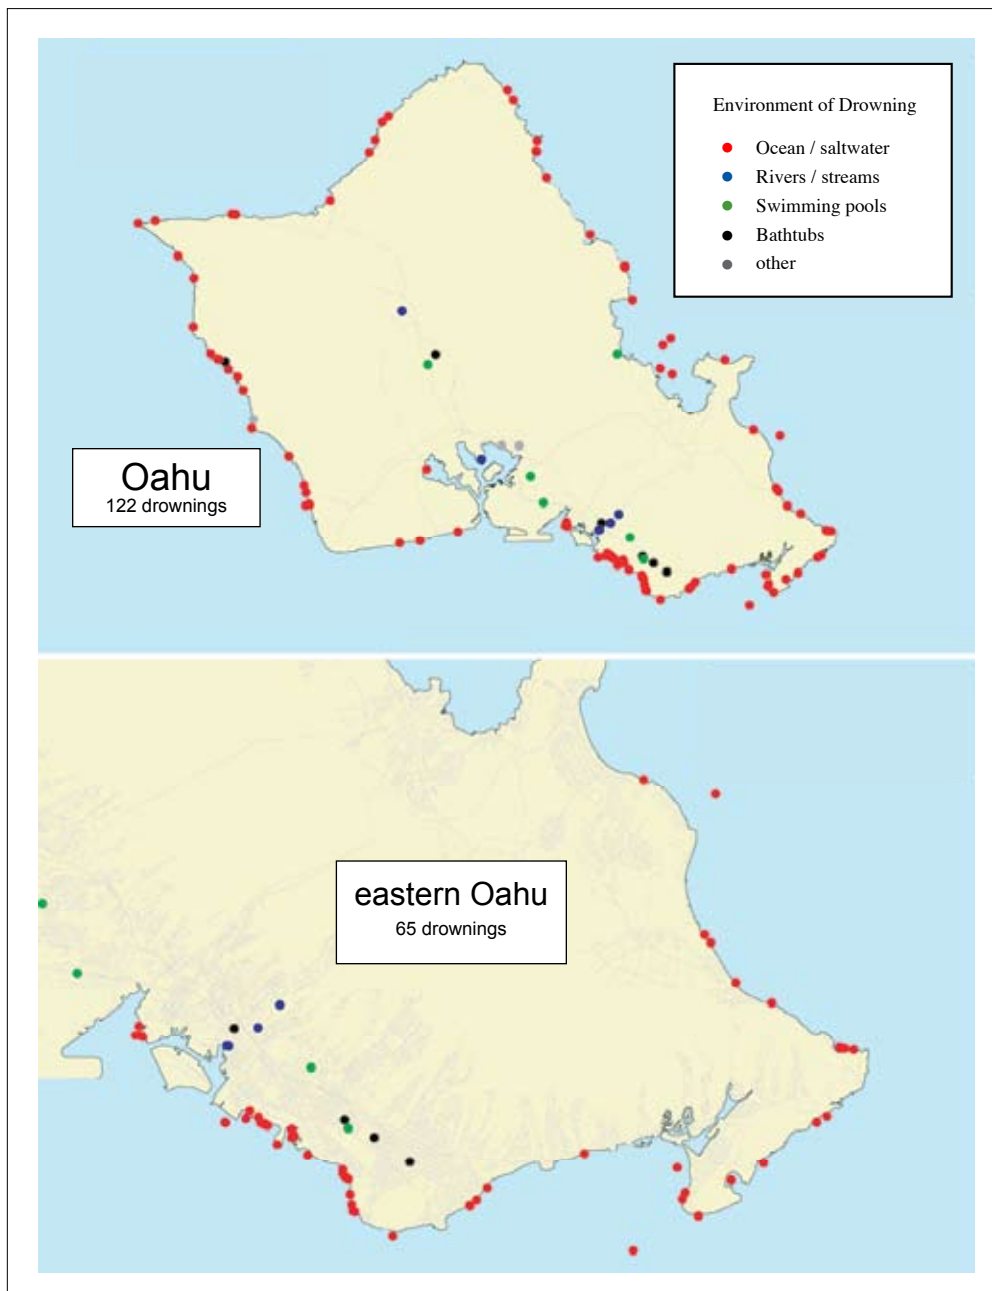 Environment of Drowning
Ocean / saltwater
Rivers / streams
Swimming pools
Bathtubs
other
Oahu
122 drownings
eastern Oahu
65 drownings